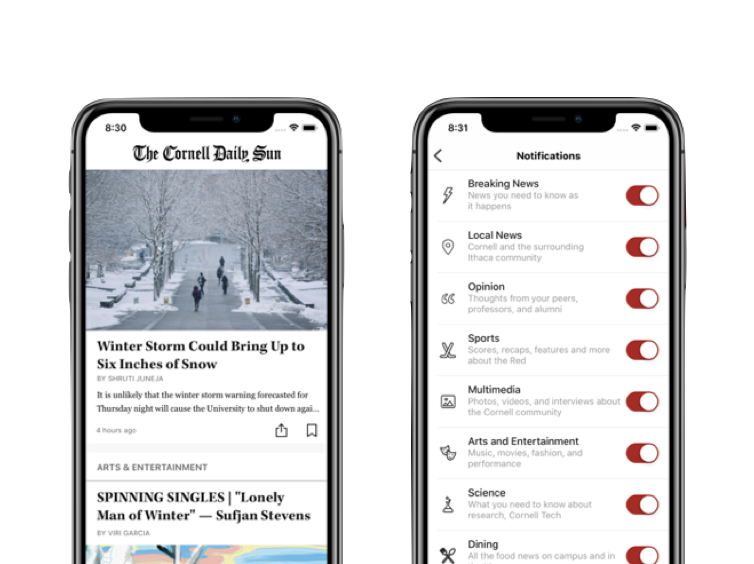 8:30
The Cornell Daily Sun
Winter Storm Could Bring Up to
Six Inches of Snow
BY SHRUTI JUNEJA
It is unlikely that the winter storm warning forecasted for
Thursday night will cause the University to shut down agai...
4 hours ago
ARTS & ENTERTAINMENT
SPINNING SINGLES | "Lonely
Man of Winter" — Sufjan Stevens
BY VIRI GARCIA
8:31
Notifications
Breaking News
News you need to know as
it happens
Local News
Cornell and the surrounding
Ithaca community
Opinion
Thoughts from your peers,
professors, and alumni
Sports
Scores, recaps, features and more
about the Red
Multimedia
Photos, videos, and interviews about
the Cornell community
Arts and Entertainment
Music, movies, fashion, and
performance
Science
What you need to know about
research, Cornell Tech
Dining
All the food news on campus and in